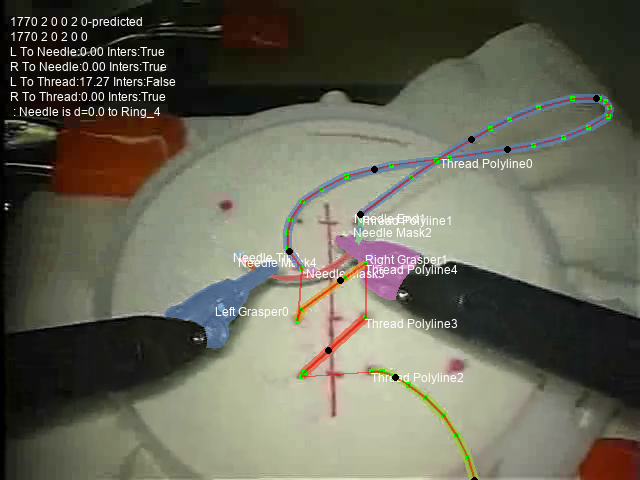 1770 2 0 0 2 0-predicted
1770 2 0 2 0 0
L To Needle:0.00 Inters:True
R To Needle:0.00 Inters:True
L To Thread:17.27 Inters:False
R To Thread:0.00 Inters:True
: Needle is d=0.0 to Ring_4
Thread Polyline0
Needle End
Thread Polyline1
Needle Mask2
Needle Ti
Needle Mask4
Right Grasper1
Thread Polyline4
Left Grasper0
Thread Polyline3
Thread Polyline2